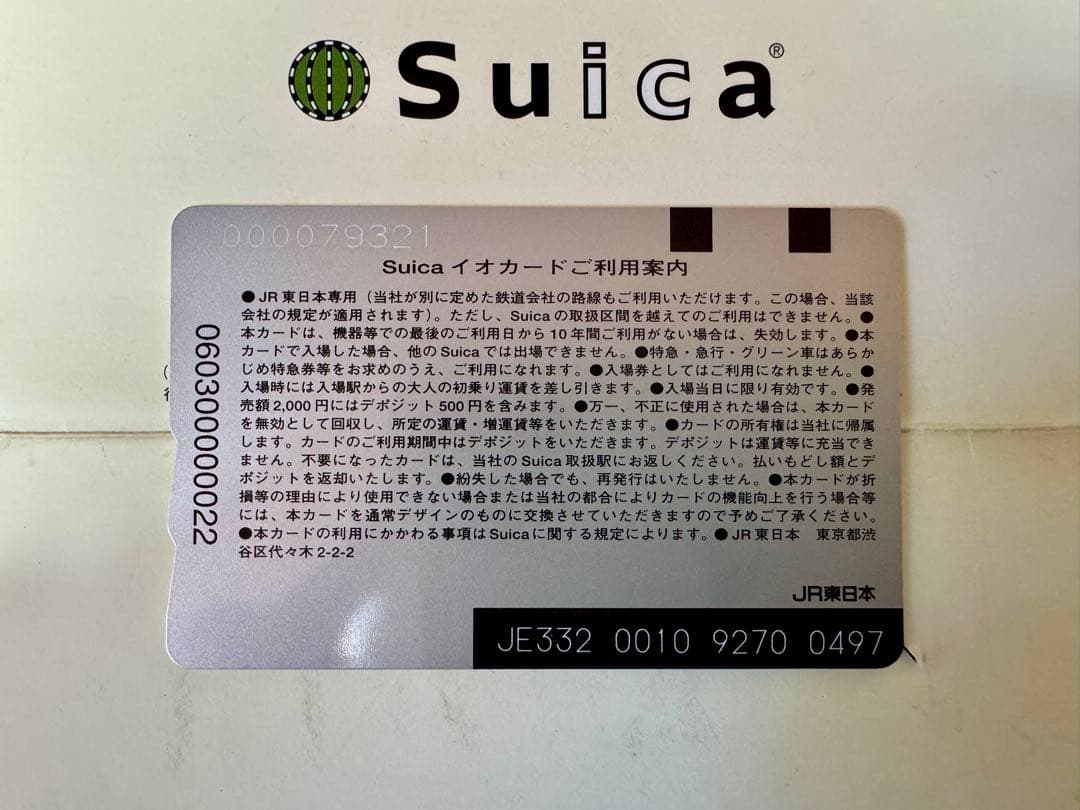 Suica®
000079321
Suica イオカードご利用案内
●JR東日本専用（当社が別に定めた鉄道会社の路線もご利用いただけます。この場合、当該
会社の規定が適用されます）。ただし、Suicaの取扱区間を越えてのご利用はできません。●
本カードは、機器等での最後のご利用日から10年間ご利用がない場合は、失効します。●本
カードで入場した場合、他のSuicaでは出場できません。●特急・急行・グリーン車はあらか
じめ特急券等をお求めのうえ、ご利用になれます。●入場券としてはご利用になれません。●
入場時には入場駅からの大人の初乗り運賃を差し引きます。●入場当日に限り有効です。●発
売額2,000円にはデポジット500円を含みます。●万一、不正に使用された場合は、本カード
を無効として回収し、所定の運賃・増運賃等をいただきます。●カードの所有権は当社に帰属
します。カードのご利用期間中はデポジットをいただきます。デポジットは運賃等に充当でき
ません。不要になったカードは、当社のSuica取扱駅にお返しください。払いもどし額とデ
ポジットを返却いたします。●紛失した場合でも、再発行はいたしません。●本カードが折
損等の理由により使用できない場合または当社の都合によりカードの機能向上を行う場合等
には、本カードを通常デザインのものに交換させていただきますので予めご了承ください。
●本カードの利用にかかわる事項はSuicaに関する規定によります。●JR東日本　東京都渋
谷区代々木2-2-2
0603000000022
JR東日本
JE332 0010 9270 0497